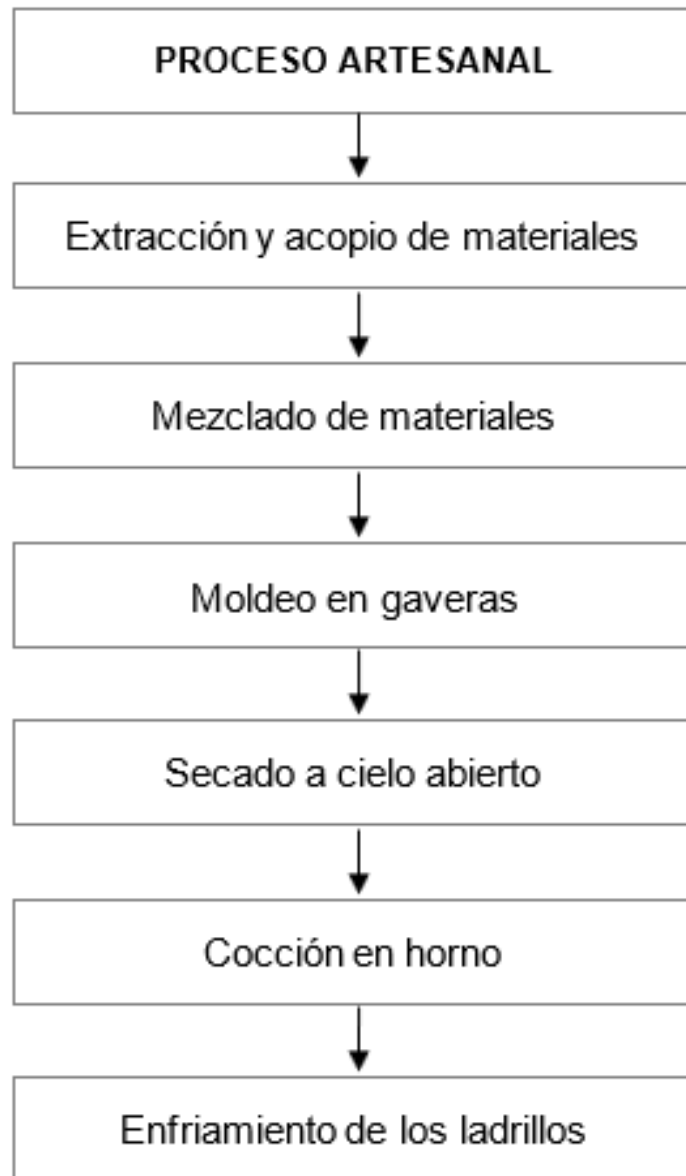 PROCESO ARTESANAL
Extracción y acopio de materiales
Mezclado de materiales
Moldeo en gaveras
Secado a cielo abierto
Cocción en horno
Enfriamiento de los ladrillos